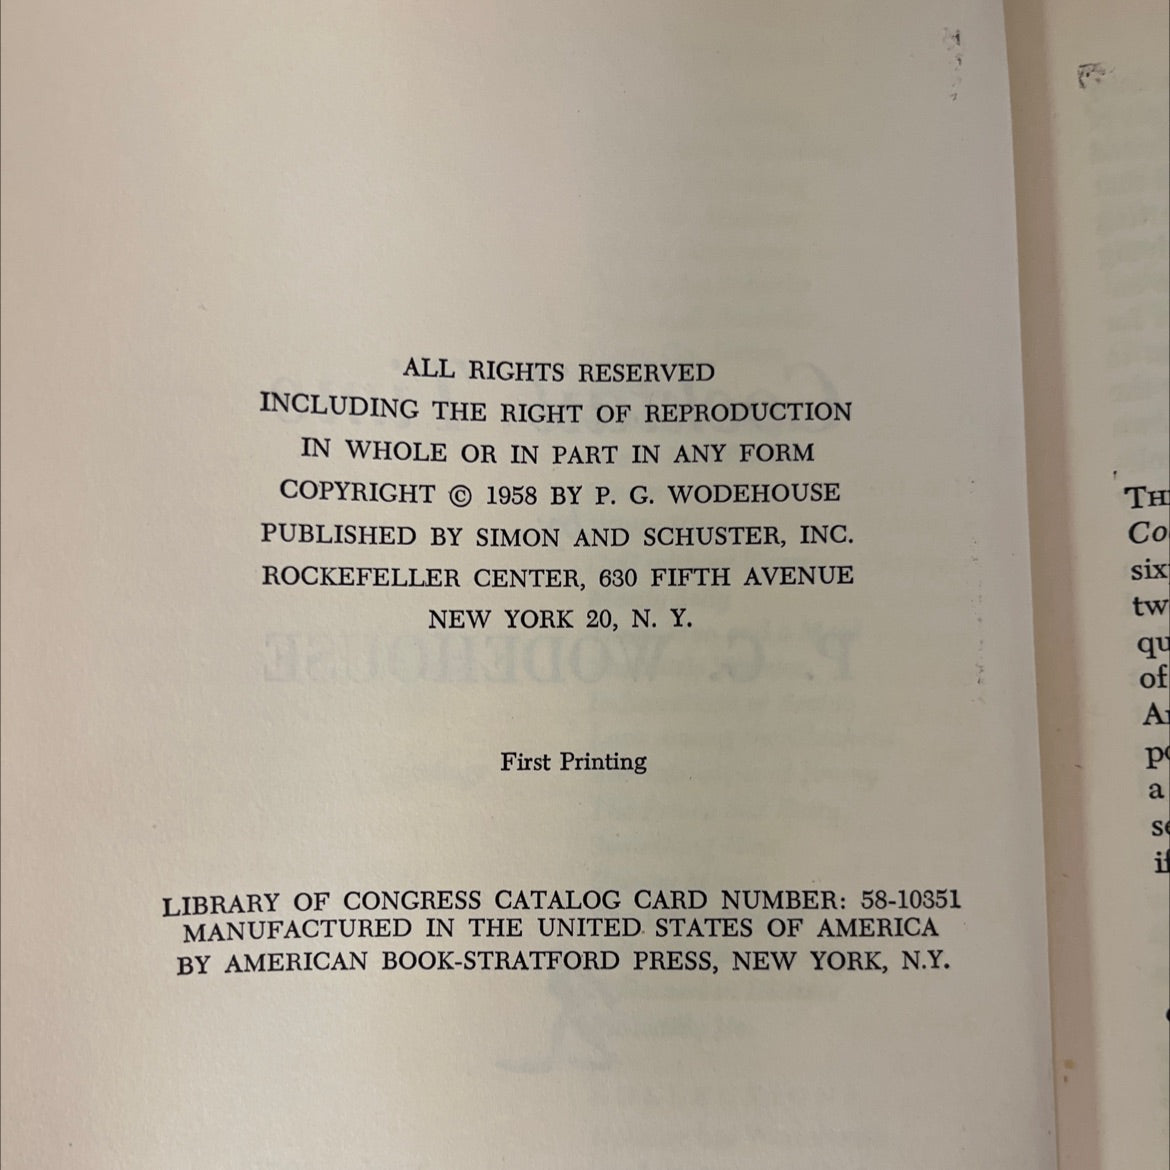 ALL RIGHTS RESERVED
INCLUDING THE RIGHT OF REPRODUCTION
IN WHOLE OR IN PART IN ANY FORM
COPYRIGHT © 1958 BY P. G. WODEHOUSE
PUBLISHED BY SIMON AND SCHUSTER, INC.
ROCKEFELLER CENTER, 630 FIFTH AVENUE
NEW YORK 20, N. Y.
First Printing
LIBRARY OF CONGRESS CATALOG CARD NUMBER: 58-10351
MANUFACTURED IN THE UNITED STATES OF AMERICA
BY AMERICAN BOOK-STRATFORD PRESS, NEW YORK, N.Y.